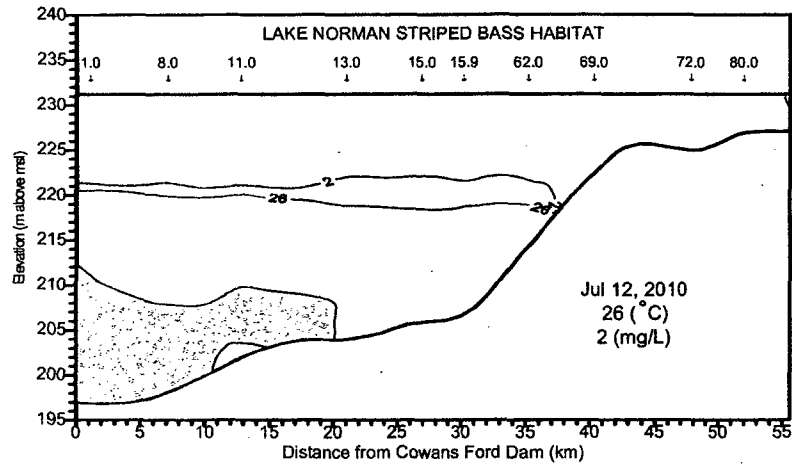 LAKE NORMAN STRIPED BASS HABITAT
1.0 8.0 11.0 13.0 15.0 15.9 62.0 69.0 72.0 80.0
240
235
230
225
220
215
210
205
200
195
Elevation (m above msl)
2
26
26
2
Jul 12, 2010
26 (°C)
2 (mg/L)
0 5 10 15 20 25 30 35 40 45 50 55
Distance from Cowans Ford Dam (km)